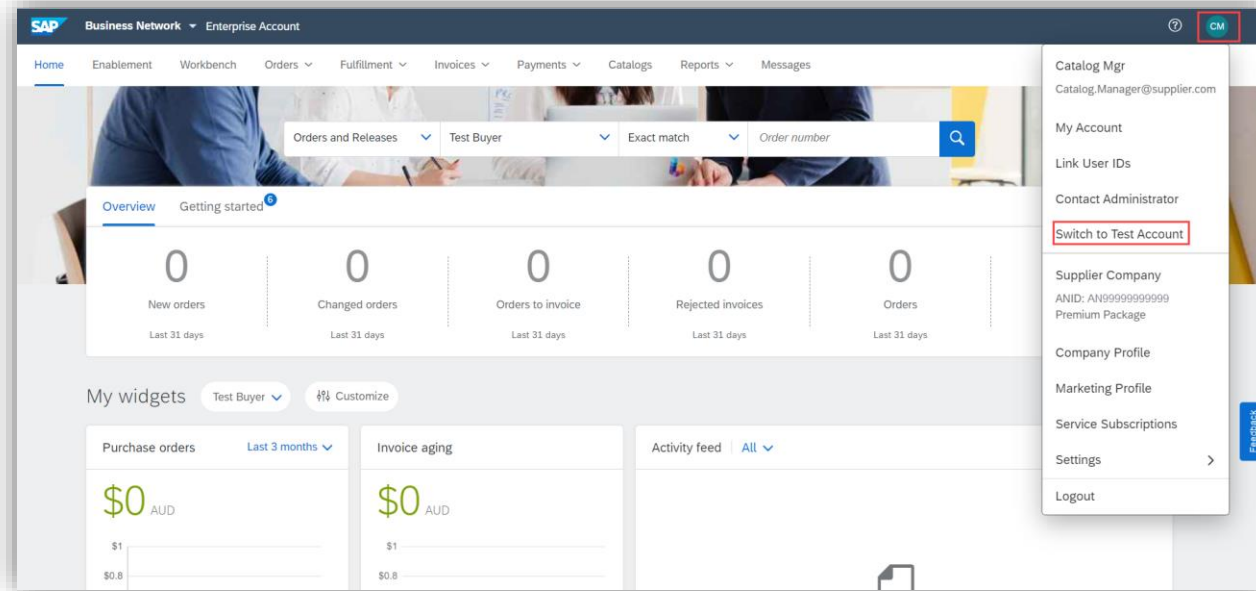 SAP Business Network Enterprise Account CM
Home Enablement Workbench Orders Fulfillment Invoices Payments Catalogs Reports Messages
Orders and Releases Test Buyer Exact match Order number
Overview Getting started 6
0 0 0 0 0
New orders Changed orders Orders to invoice Rejected invoices Orders
Last 31 days Last 31 days Last 31 days Last 31 days Last 31 days
My widgets Test Buyer Customize
Purchase orders Last 3 months Invoice aging Activity feed All
$0 AUD $0 AUD
$1 $1
$0.8 $0.8
Catalog Mgr
Catalog.Manager@supplier.com
My Account
Link User IDs
Contact Administrator
Switch to Test Account
Supplier Company
ANID: AN99999999999
Premium Package
Company Profile
Marketing Profile
Service Subscriptions
Settings
Logout
Feedback